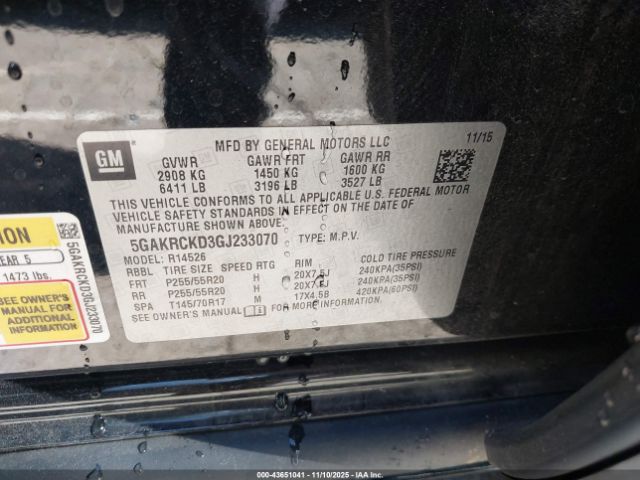 GM
MFD BY GENERAL MOTORS LLC 11/15
GVWR GAWR FRT GAWR RR
2908 KG 1450 KG 1600 KG
6411 LB 3196 LB 3527 LB
THIS VEHICLE CONFORMS TO ALL APPLICABLE U.S. FEDERAL MOTOR
VEHICLE SAFETY STANDARDS IN EFFECT ON THE DATE OF
MANUFACTURE SHOWN ABOVE.
5GAKRCKD3GJ233070 TYPE: M.P.V.
MODEL: R14526
RBBL TIRE SIZE SPEED RTG RIM COLD TIRE PRESSURE
FRT P255/55R20 H 20X7.5J 240KPA(35PSI)
RR P255/55R20 H 20X7.5J 240KPA(35PSI)
SPA T145/70R17 M 17X4.5B 420KPA(60PSI)
SEE OWNER'S MANUAL FOR MORE INFORMATION.
ION
EAR 5
1473 lbs.
SEE OWNER'S
MANUAL FOR
ADDITIONAL
INFORMATION
5GAKRCKD3GJ233070
000-43651041 - 11/10/2025 - IAAI.COM